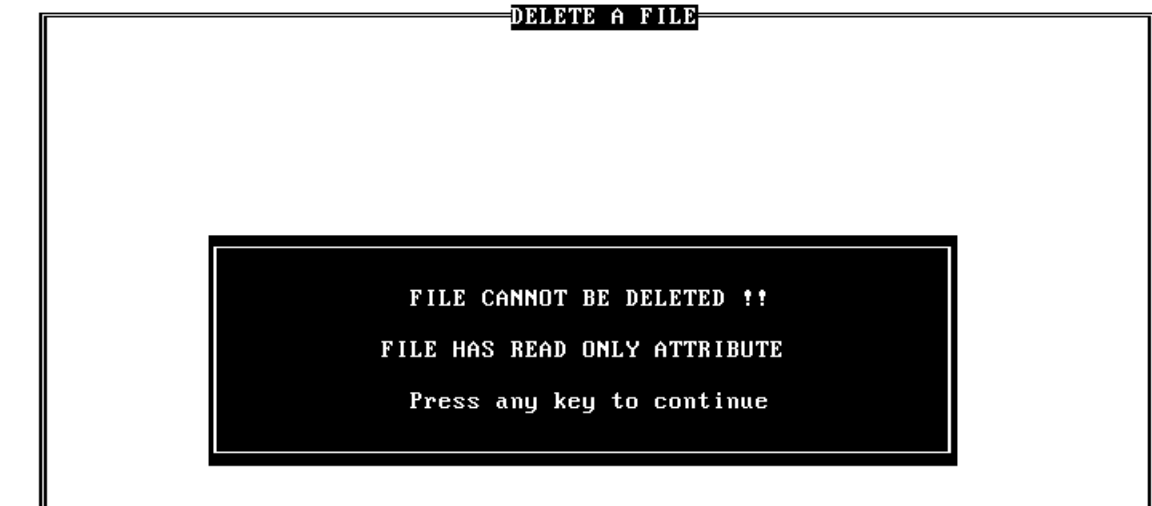 DELETE A FILE
FILE CANNOT BE DELETED !!
FILE HAS READ ONLY ATTRIBUTE
Press any key to continue